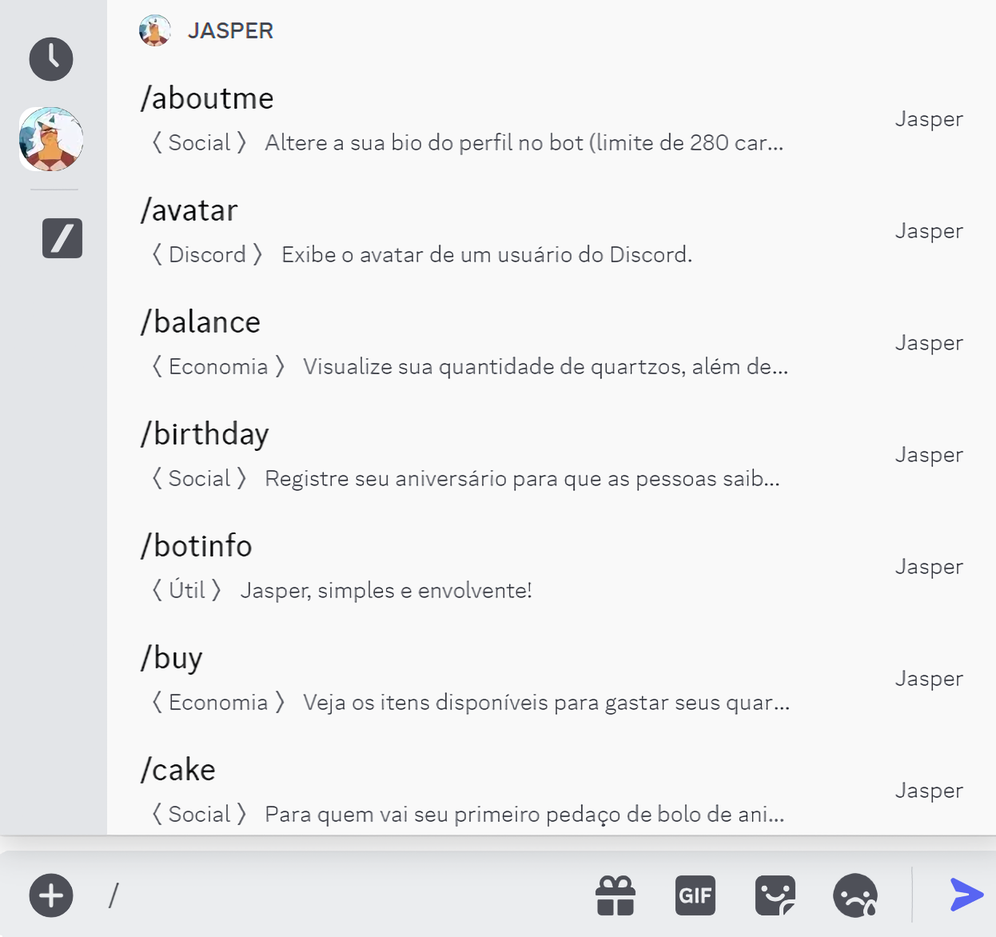 JASPER
/aboutme
〈 Social 〉 Altere a sua bio do perfil no bot (limite de 280 car...
Jasper
/avatar
〈 Discord 〉 Exibe o avatar de um usuário do Discord.
Jasper
/balance
〈 Economia 〉 Visualize sua quantidade de quartzos, além de...
Jasper
/birthday
〈 Social 〉 Registre seu aniversário para que as pessoas saib...
Jasper
/botinfo
〈 Útil 〉 Jasper, simples e envolvente!
Jasper
/buy
〈 Economia 〉 Veja os itens disponíveis para gastar seus quar...
Jasper
/cake
〈 Social 〉 Para quem vai seu primeiro pedaço de bolo de ani...
Jasper
/
GIF